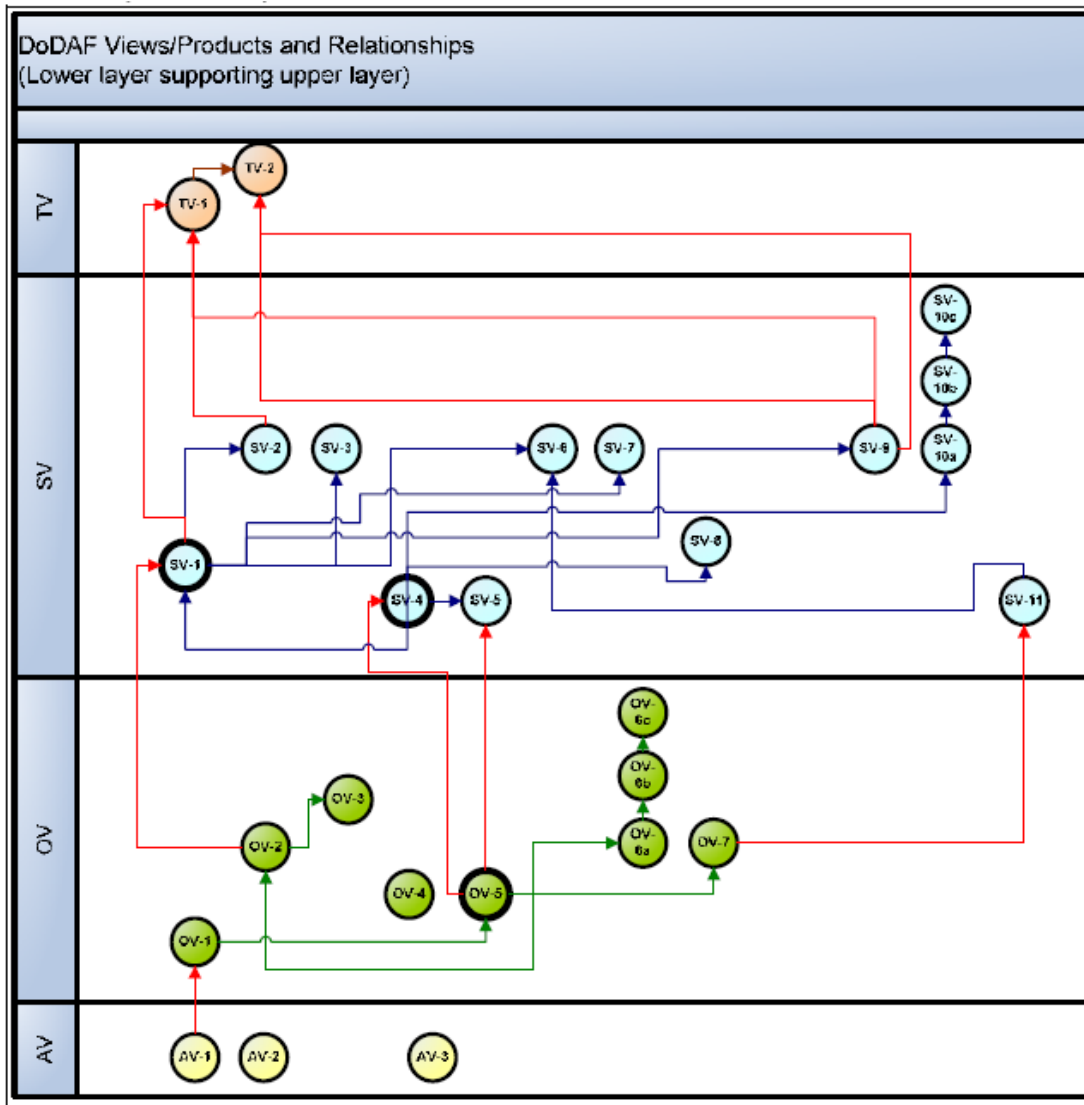 DoDAF Views/Products and Relationships
(Lower layer supporting upper layer)
TV
TV-2
TV-1
SV
SV-
10c
SV-
10b
SV-2
SV-3
SV-6
SV-7
SV-9
SV-
10a
SV-8
SV-1
SV-4
SV-5
SV-11
OV
OV-
6c
OV-
6b
OV-3
OV-2
OV-
6a
OV-7
OV-4
OV-5
OV-1
AV
AV-1
AV-2
AV-3